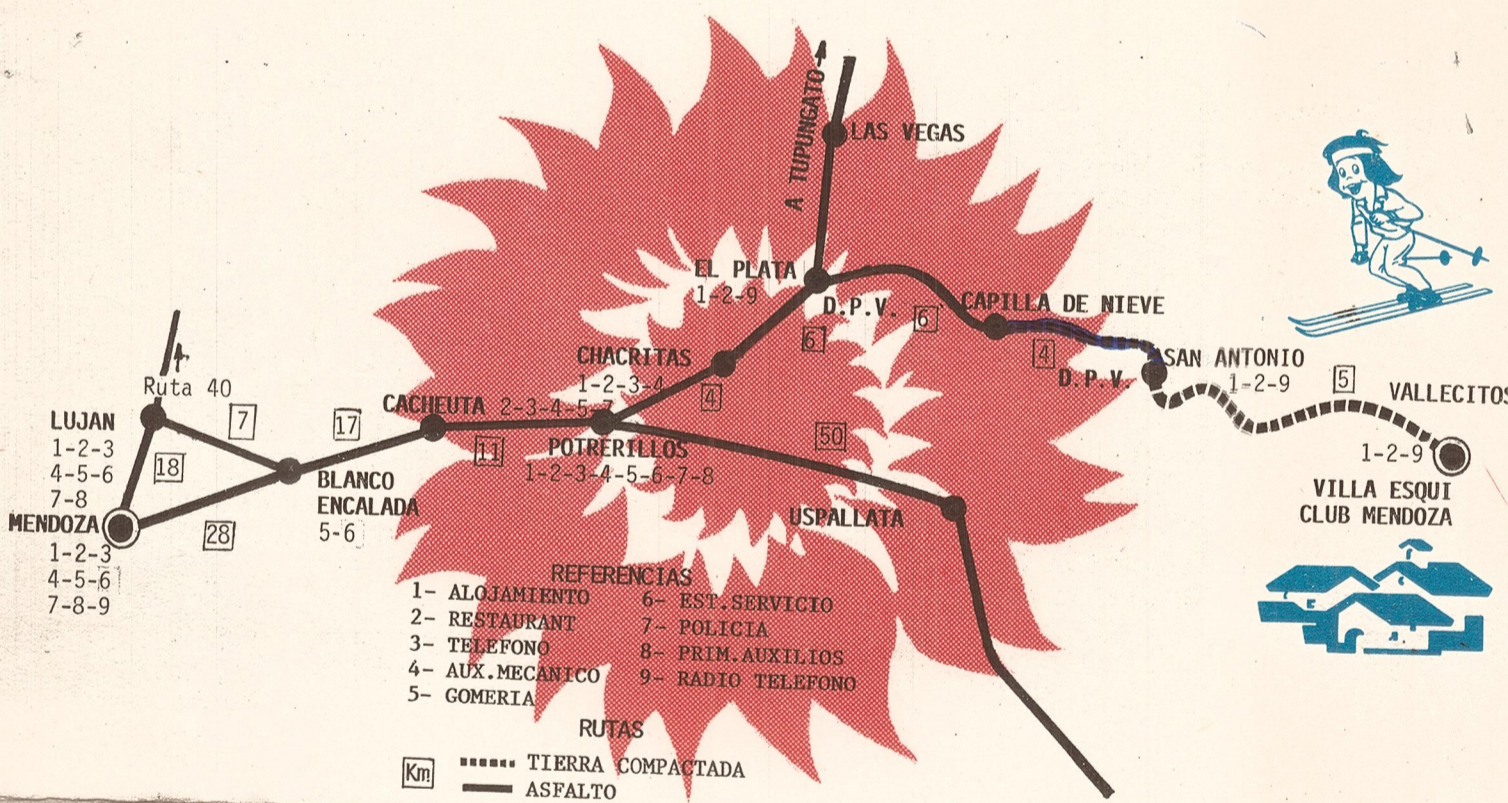 A TUPUNGATO
LAS VEGAS
EL PLATA
1-2-9
D.P.V.
6
6
CAPILLA DE NIEVE
4
D.P.V.
SAN ANTONIO
1-2-9
5
VALLECITOS
1-2-9
VILLA ESQUI
CLUB MENDOZA
CHACRITAS
1-2-3-4
4
Ruta 40
LUJAN
1-2-3
4-5-6
7-8
7
18
MENDOZA
1-2-3
4-5-6
7-8-9
28
17
BLANCO
ENCALADA
5-6
CACHEUTA 2-3-4-5-7
11
POTRERILLOS
1-2-3-4-5-6-7-8
50
USPALLATA
REFERENCIAS
1- ALOJAMIENTO
2- RESTAURANT
3- TELEFONO
4- AUX.MECANICO
5- GOMERIA
6- EST.SERVICIO
7- POLICIA
8- PRIM.AUXILIOS
9- RADIO TELEFONO
RUTAS
Km
TIERRA COMPACTADA
ASFALTO